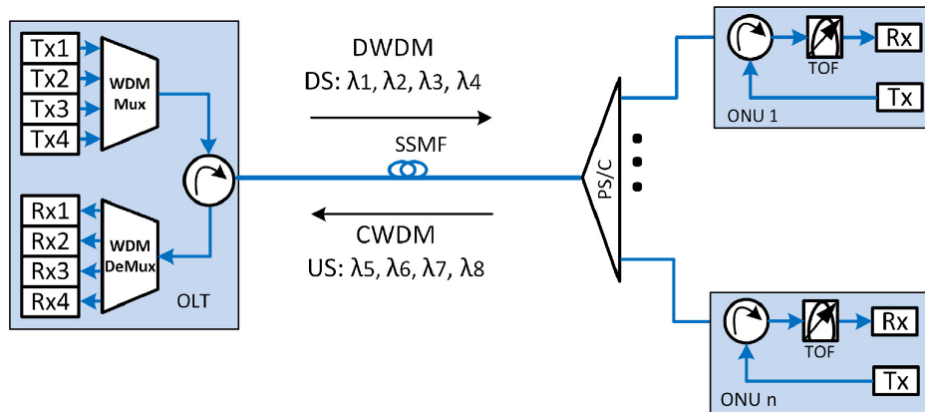 Tx1
Tx2
Tx3
Tx4
WDM
Mux
Rx1
Rx2
Rx3
Rx4
WDM
DeMux
OLT
DWDM
DS: λ1, λ2, λ3, λ4
SSMF
CWDM
US: λ5, λ6, λ7, λ8
PS/C
TOF
Rx
Tx
ONU 1
TOF
Rx
Tx
ONU n